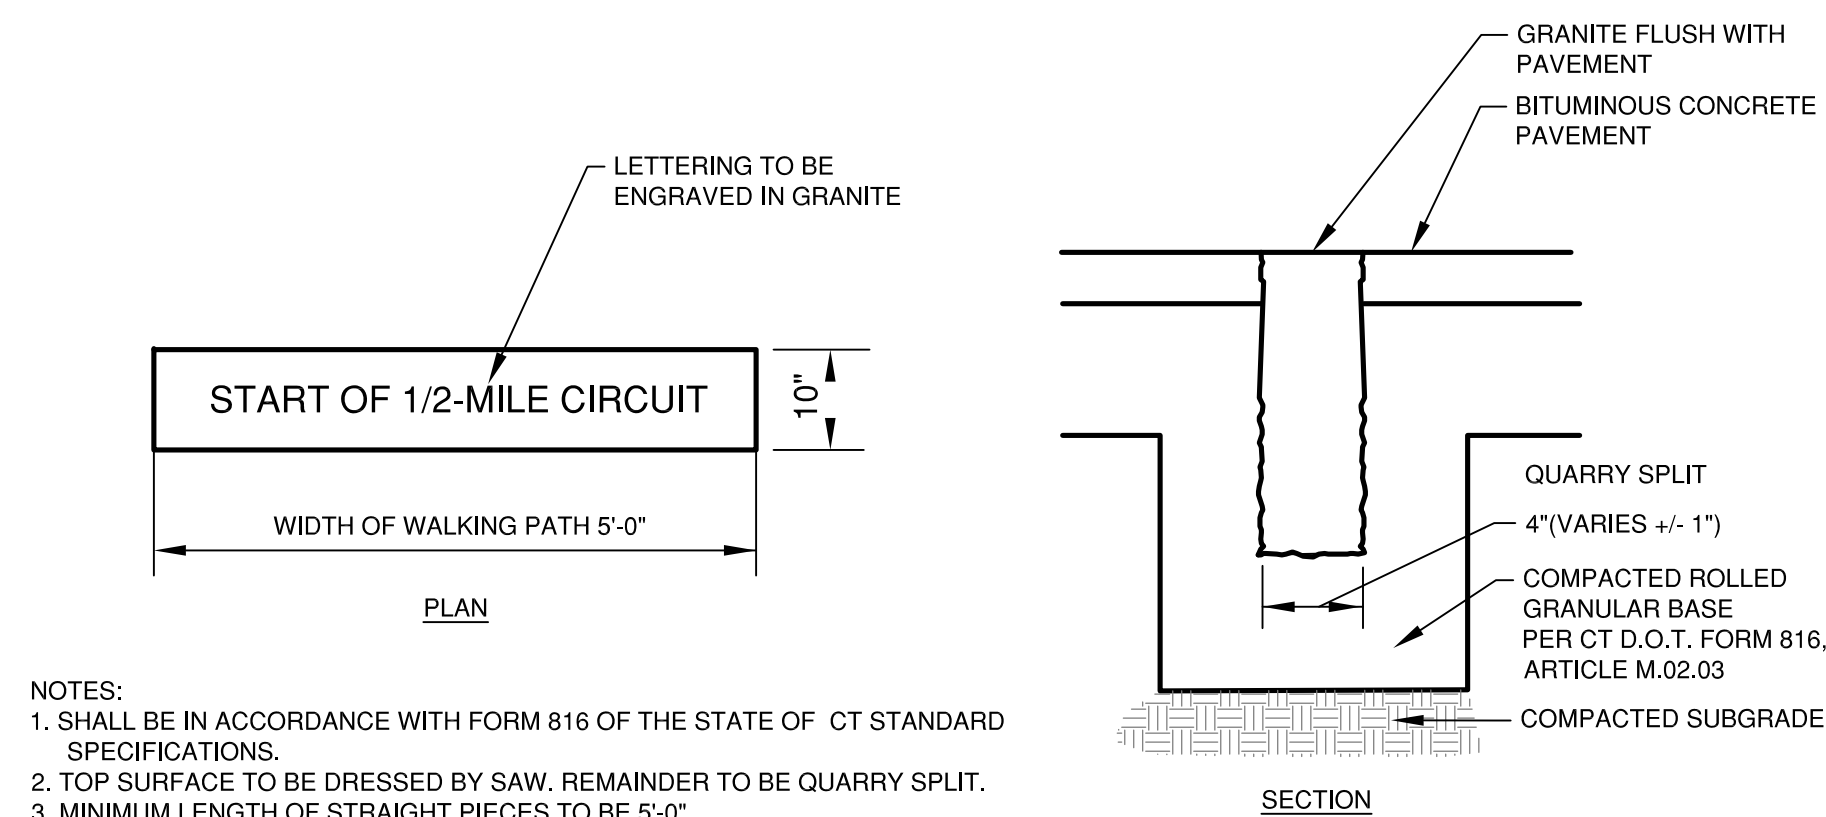 GRANITE FLUSH WITH
PAVEMENT
BITUMINOUS CONCRETE
PAVEMENT
LETTERING TO BE
ENGRAVED IN GRANITE
START OF 1/2-MILE CIRCUIT
10"
WIDTH OF WALKING PATH 5'-0"
PLAN
QUARRY SPLIT
4"(VARIES +/- 1")
COMPACTED ROLLED
GRANULAR BASE
PER CT D.O.T. FORM 816,
ARTICLE M.02.03
COMPACTED SUBGRADE
SECTION
NOTES:
1. SHALL BE IN ACCORDANCE WITH FORM 816 OF THE STATE OF CT STANDARD
SPECIFICATIONS.
2. TOP SURFACE TO BE DRESSED BY SAW. REMAINDER TO BE QUARRY SPLIT.
3. MINIMUM LENGTH OF STRAIGHT PIECES TO BE 5'-0"